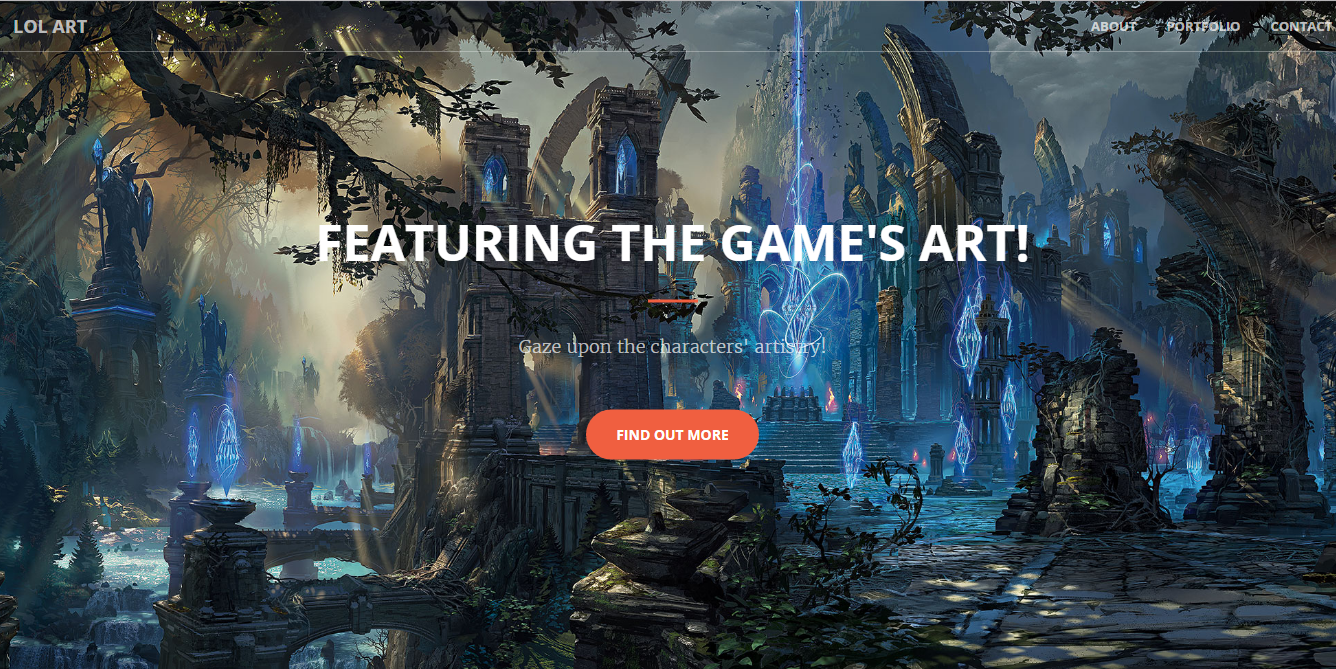 LOL ART
ABOUT PORTFOLIO CONTACT
FEATURING THE GAME'S ART!
Gaze upon the characters' artistry!
FIND OUT MORE